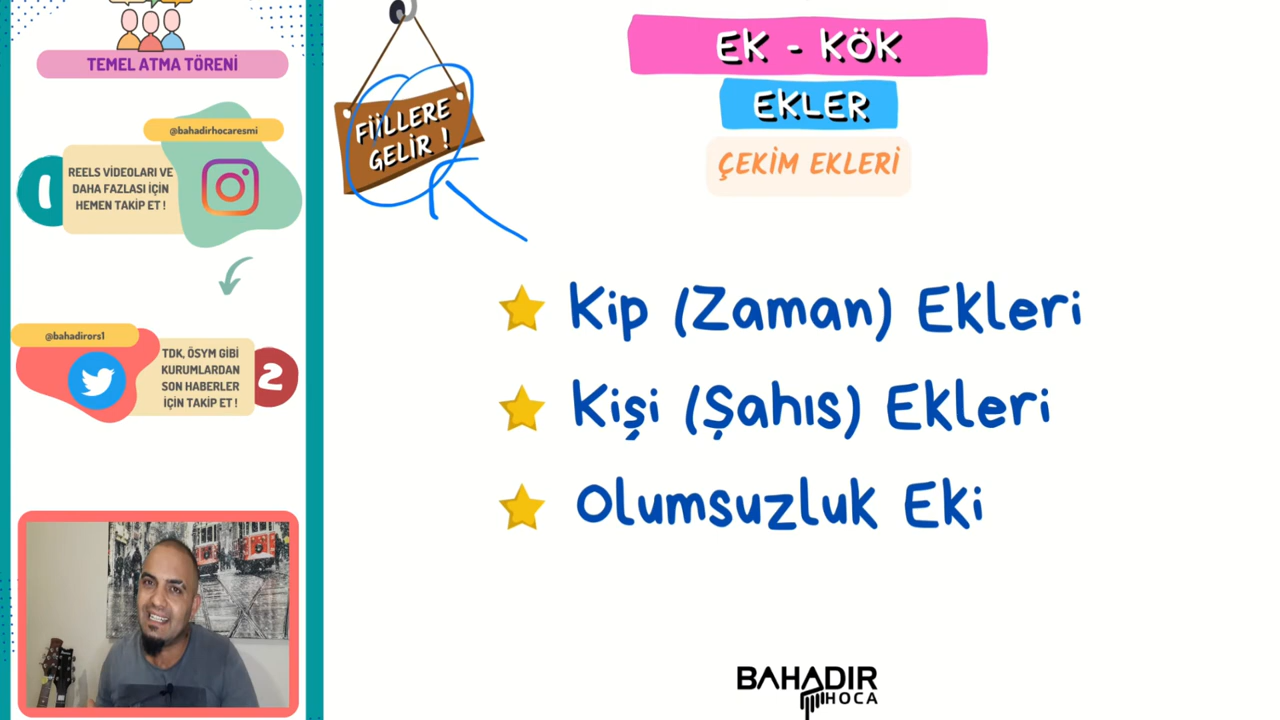 TEMEL ATMA TÖRENİ
@bahadirhocaresmi
1
REELS VİDEOLARI VE
DAHA FAZLASI İÇİN
HEMEN TAKİP ET !
@bahadirors1
TDK, ÖSYM GİBİ
KURUMLARDAN
SON HABERLER
İÇİN TAKİP ET !
2
FİİLLERE
GELİR !
EK - KÖK
EKLER
ÇEKİM EKLERİ
Kip (Zaman) Ekleri
Kişi (Şahıs) Ekleri
Olumsuzluk Eki
BAHADIR
HOCA